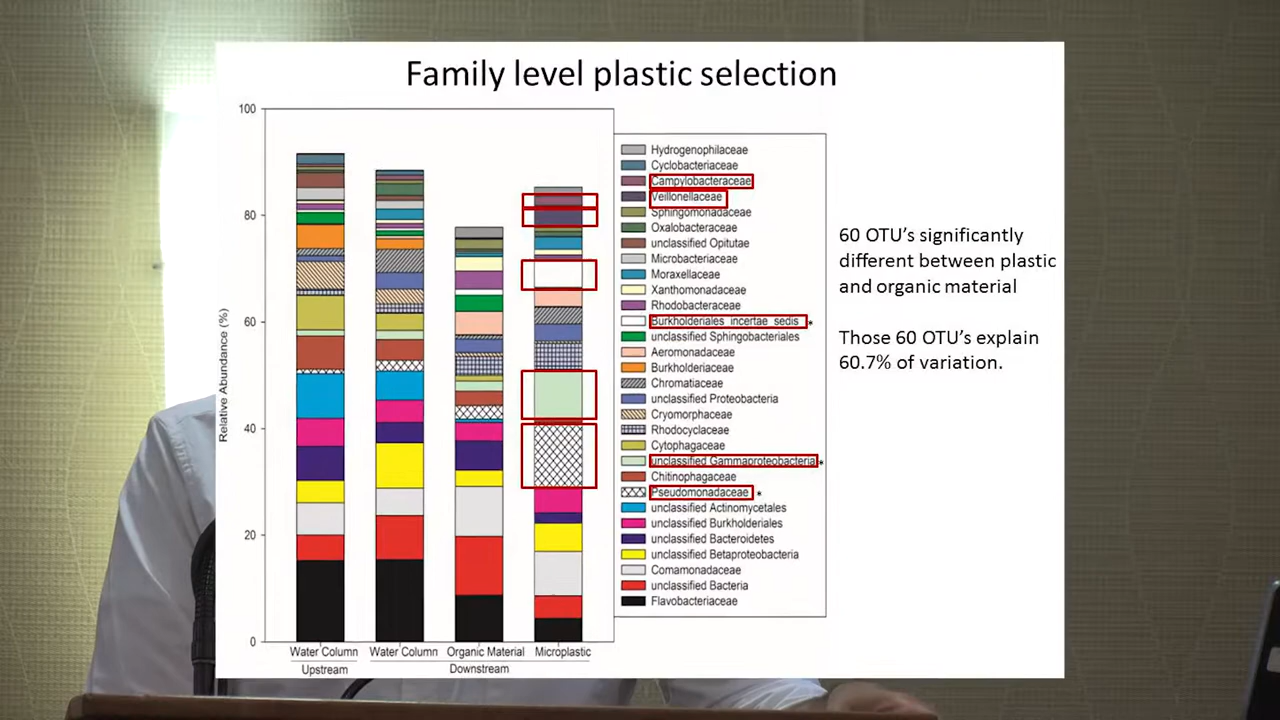 Family level plastic selection
100
80
60
40
20
0
Relative Abundance (%)
Water Column
Water Column
Organic Material
Microplastic
Upstream
Downstream
Hydrogenophilaceae
Cyclobacteriaceae
Campylobacteraceae
Veillonellaceae
Sphingomonadaceae
Oxalobacteraceae
unclassified Opitutae
Microbacteriaceae
Moraxellaceae
Xanthomonadaceae
Rhodobacteraceae
Burkholderiales incertae sedis *
unclassified Sphingobacteriales
Aeromonadaceae
Burkholderiaceae
Chromatiaceae
unclassified Proteobacteria
Cryomorphaceae
Rhodocyclaceae
Cytophagaceae
unclassified Gammaproteobacteria *
Chitinophagaceae
Pseudomonadaceae *
unclassified Actinomycetales
unclassified Burkholderiales
unclassified Bacteroidetes
unclassified Betaproteobacteria
Comamonadaceae
unclassified Bacteria
Flavobacteriaceae
60 OTU's significantly
different between plastic
and organic material
Those 60 OTU's explain
60.7% of variation.